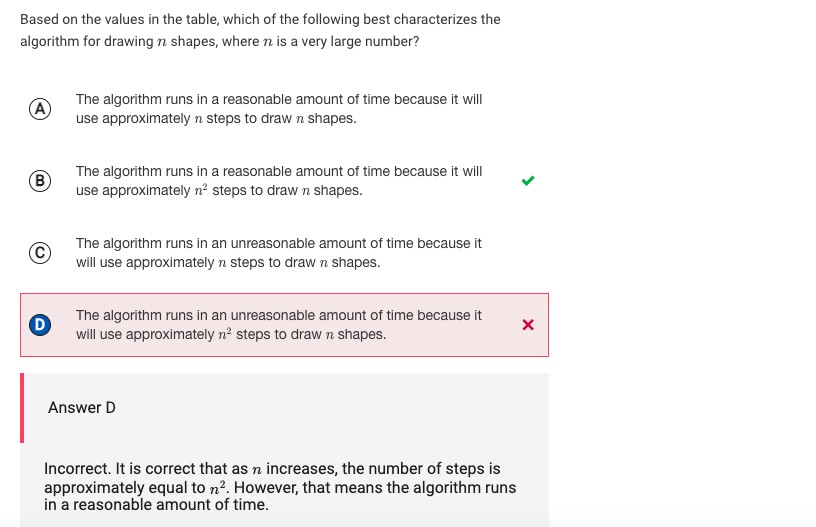 Based on the values in the table, which of the following best characterizes the
algorithm for drawing n shapes, where n is a very large number?
A
The algorithm runs in a reasonable amount of time because it will
use approximately n steps to draw n shapes.
B
The algorithm runs in a reasonable amount of time because it will
use approximately n² steps to draw n shapes.
C
The algorithm runs in an unreasonable amount of time because it
will use approximately n steps to draw n shapes.
D
The algorithm runs in an unreasonable amount of time because it
will use approximately n² steps to draw n shapes.
Answer D
Incorrect. It is correct that as n increases, the number of steps is
approximately equal to n². However, that means the algorithm runs
in a reasonable amount of time.